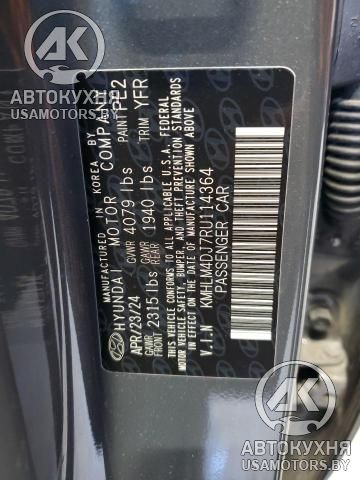 MANUFACTURED IN KOREA BY
HYUNDAI MOTOR COMPANY
APR/23/24 GVWR 4079 lbs PAINT PE2
GAWR FRONT 2315 lbs GAWR REAR 1940 lbs TRIM YFR
THIS VEHICLE CONFORMS TO ALL APPLICABLE
U.S.A. FEDERAL MOTOR VEHICLE SAFETY,
BUMPER, AND THEFT PREVENTION STANDARDS
IN EFFECT ON THE DATE OF MANUFACTURE SHOWN
ABOVE.
V.I.N KMHLM4DJ7RU114364
PASSENGER CAR
АК
АВТОКУХНЯ
USAMOTORS.BY
АК
АВТОКУХНЯ
USAMOTORS.BY